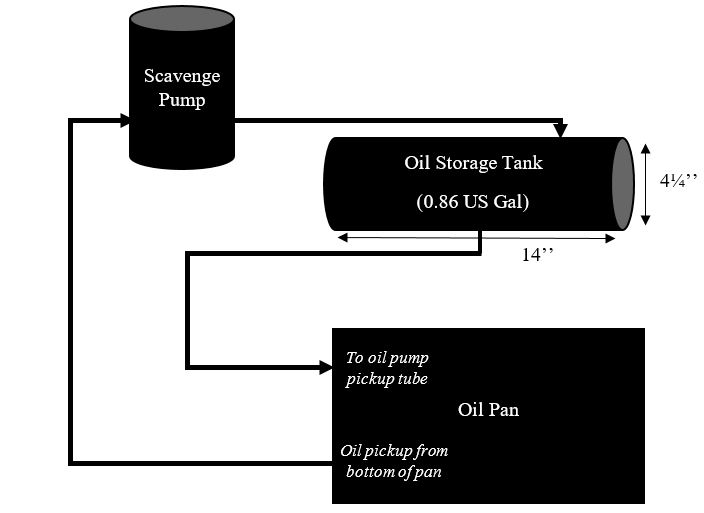 Scavenge
Pump
Oil Storage Tank
(0.86 US Gal)
4¼’’
14’’
To oil pump
pickup tube
Oil Pan
Oil pickup from
bottom of pan